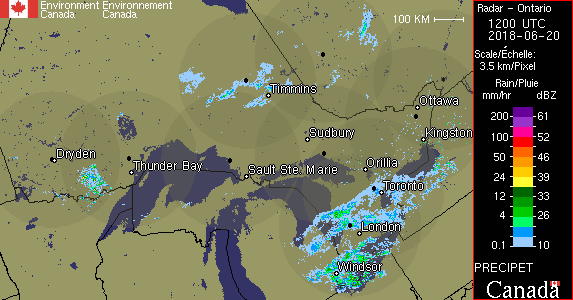 Environment Environnement
Canada Canada
100 KM
Timmins
Ottawa
Sudbury
Kingston
Dryden
Thunder Bay
Sault Ste. Marie
Orillia
Toronto
London
Windsor
Radar - Ontario
1200 UTC
2018-06-20
Scale/Échelle:
3.5 km/Pixel
Rain/Pluie
mm/hr dBZ
200 61
100 52
50 46
24 39
12 33
4 26
0.1 10
PRECIPET
Canada